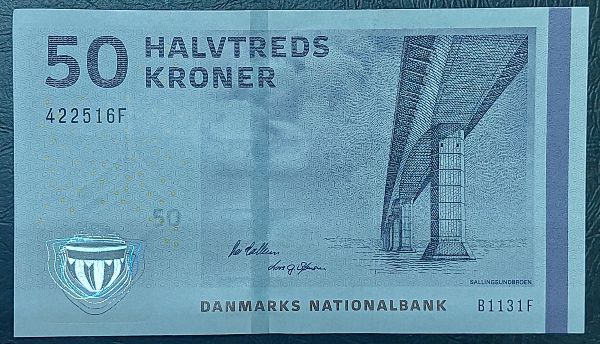 50 HALVTREDS
KRONER
422516F
50
SALLINGSUNDBROEN
DANMARKS NATIONALBANK B1131F